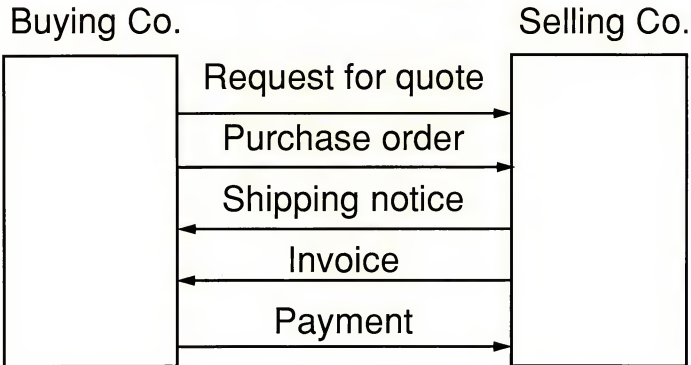 Buying Co.
Selling Co.
Request for quote
Purchase order
Shipping notice
Invoice
Payment